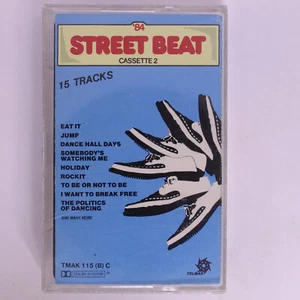 '84
STREET BEAT
CASSETTE 2
15 TRACKS
EAT IT
JUMP
DANCE HALL DAYS
SOMEBODY'S
WATCHING ME
HOLIDAY
ROCKIT
TO BE OR NOT TO BE
I WANT TO BREAK FREE
THE POLITICS
OF DANCING
AND MANY MORE!
TMAK 115 (B) C
TELMAK